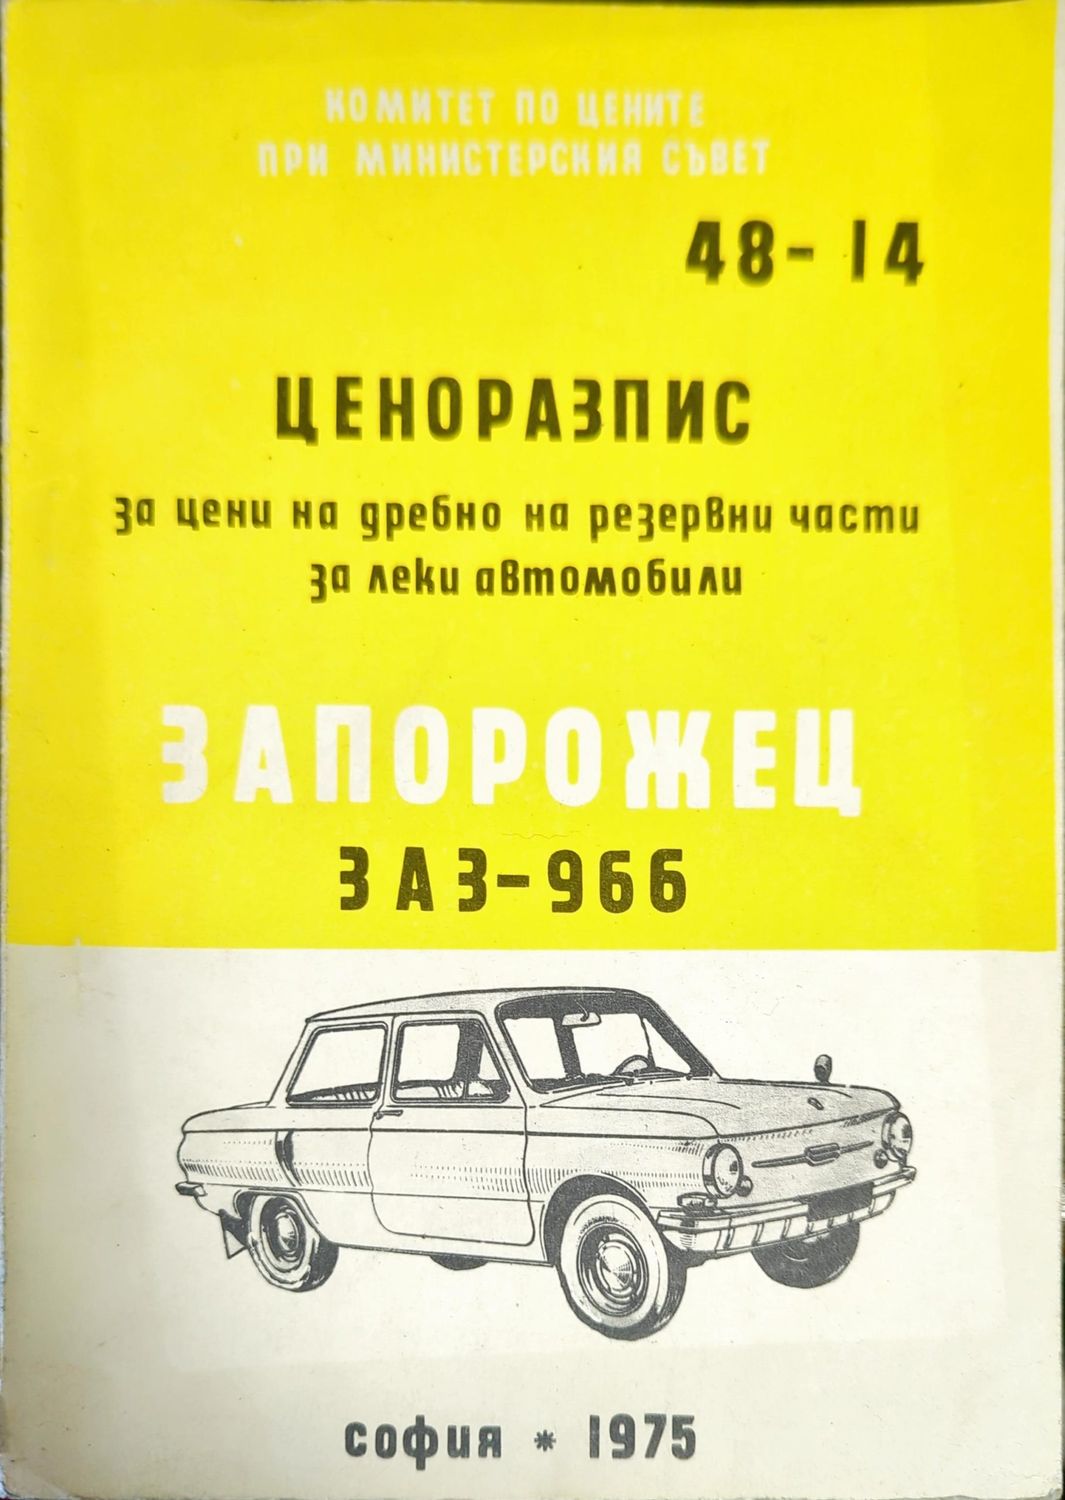 КОМИТЕТ ПО ЦЕНИТЕ
ПРИ МИНИСТЕРСКИЯ СЪВЕТ
48-14
ЦЕНОРАЗПИС
за цени на дребно на резервни части
за леки автомобили
ЗАПОРОЖЕЦ
ЗАЗ-966
София * 1975